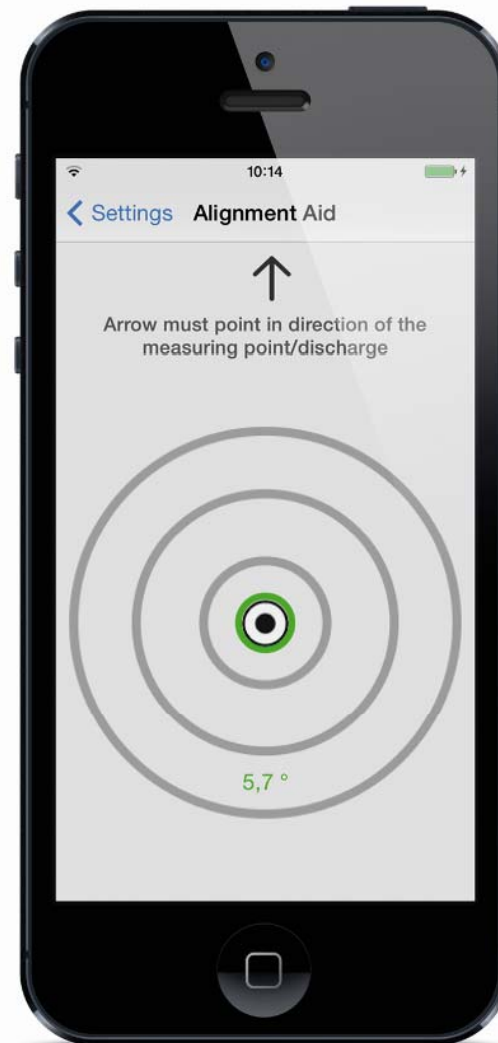 10:14
Settings Alignment Aid
↑
Arrow must point in direction of the
measuring point/discharge
5,7 °